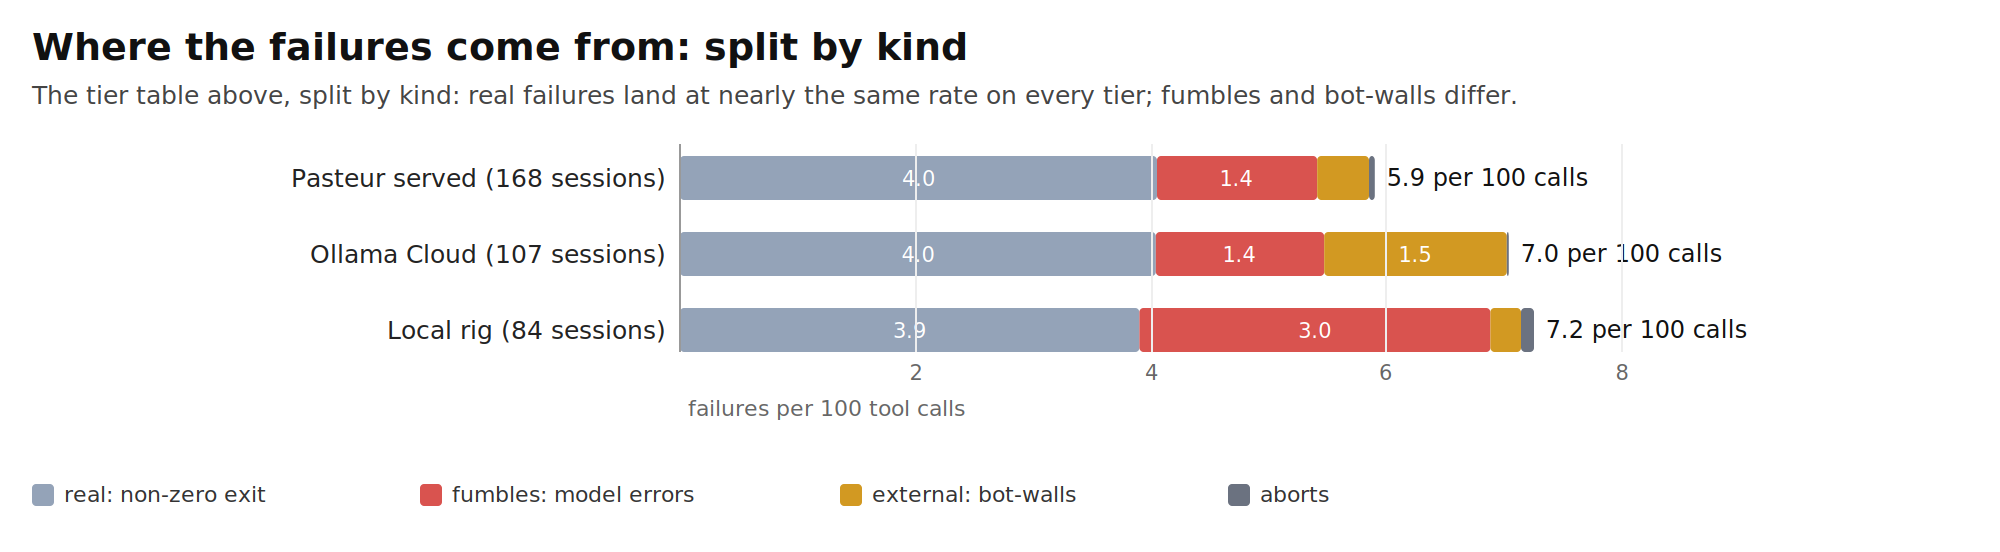 Where the failures come from: split by kind
The tier table above, split by kind: real failures land at nearly the same rate on every tier; fumbles and bot-walls differ.
Pasteur served (168 sessions) 4.0 1.4 5.9 per 100 calls
Ollama Cloud (107 sessions) 4.0 1.4 1.5 7.0 per 100 calls
Local rig (84 sessions) 3.9 3.0 7.2 per 100 calls
2 4 6 8
failures per 100 tool calls
real: non-zero exit fumbles: model errors external: bot-walls aborts